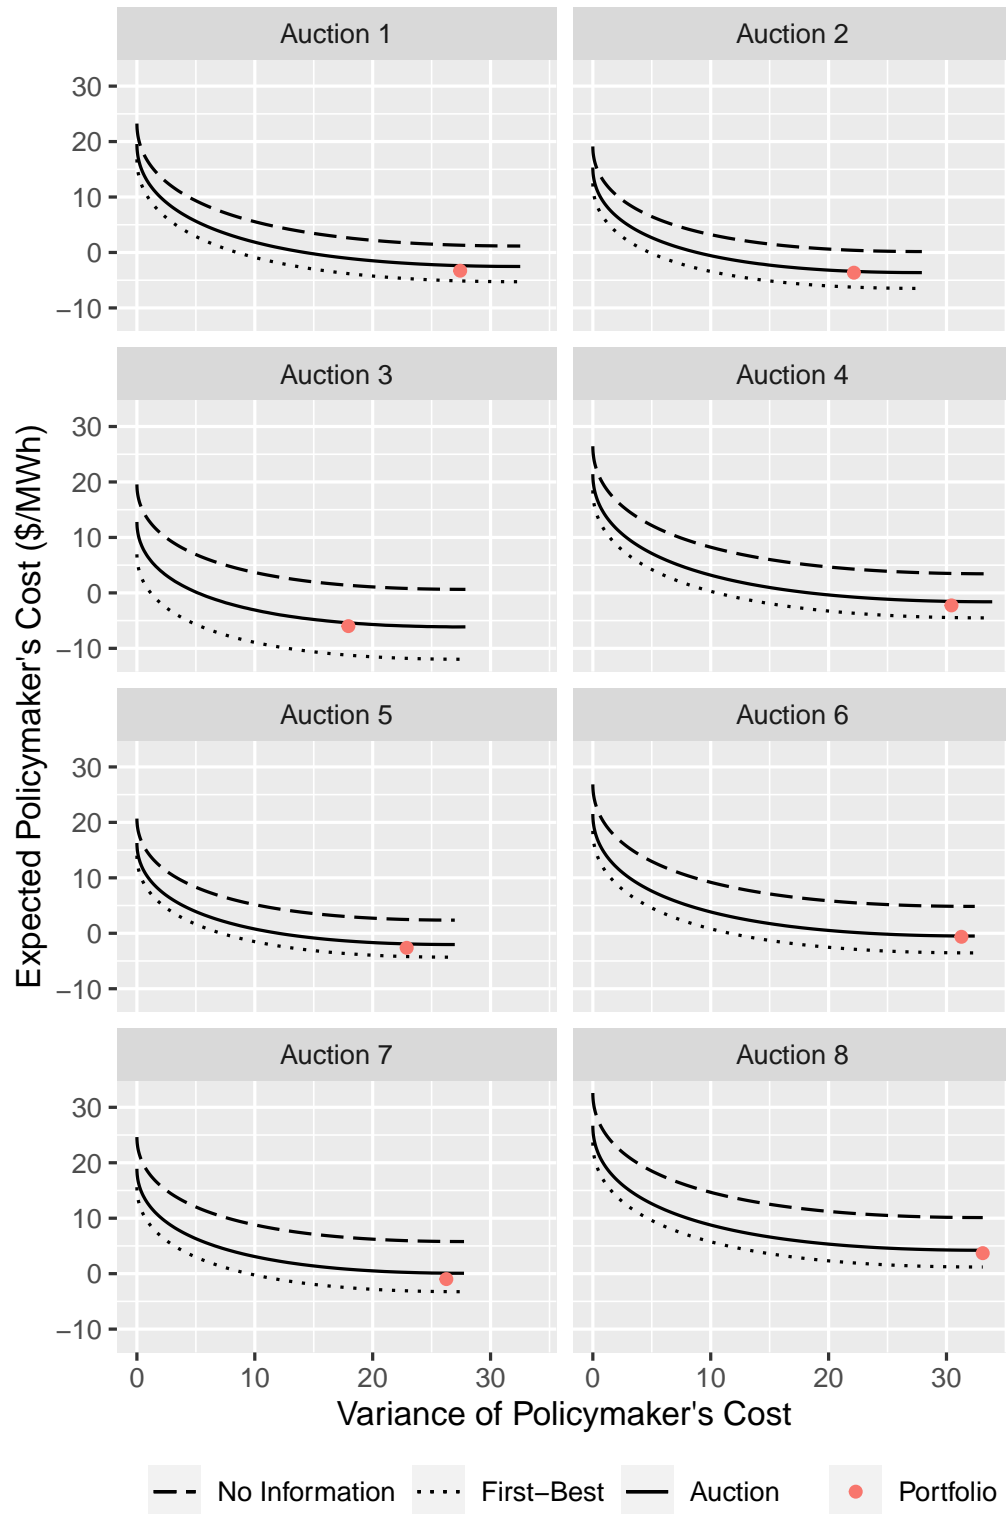 Auction 1
Auction 2
30
20
10
0
−10
Auction 3
Auction 4
30
20
10
0
−10
Auction 5
Auction 6
30
20
10
0
−10
Auction 7
Auction 8
30
20
10
0
−10
0 10 20 30
0 10 20 30
Expected Policymaker's Cost ($/MWh)
Variance of Policymaker's Cost
No Information First−Best Auction Portfolio